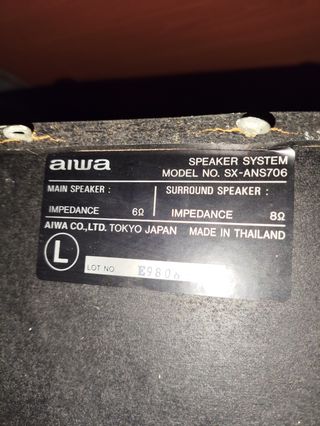 aiwa
SPEAKER SYSTEM
MODEL NO. SX-ANS706
MAIN SPEAKER :
SURROUND SPEAKER :
IMPEDANCE 6Ω
IMPEDANCE 8Ω
AIWA CO.,LTD. TOKYO JAPAN MADE IN THAILAND
L
LOT NO